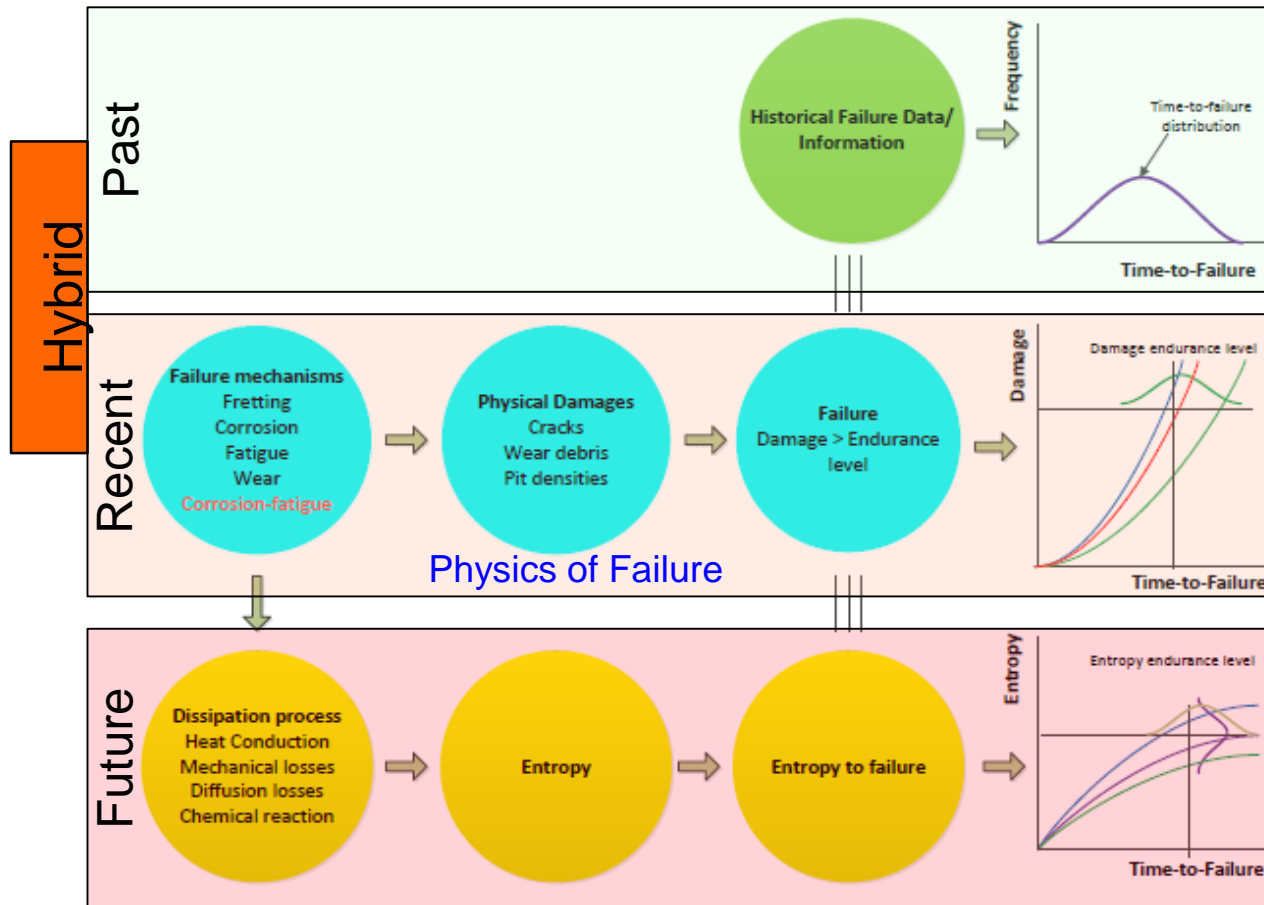 Hybrid
Past
Historical Failure Data/
Information
Frequency
Time-to-failure
distribution
Time-to-Failure
Recent
Failure mechanisms
Fretting
Corrosion
Fatigue
Wear
Corrosion-fatigue
Physical Damages
Cracks
Wear debris
Pit densities
Failure
Damage > Endurance
level
Physics of Failure
Damage
Damage endurance level
Time-to-Failure
Future
Dissipation process
Heat Conduction
Mechanical losses
Diffusion losses
Chemical reaction
Entropy
Entropy to failure
Entropy
Entropy endurance level
Time-to-Failure